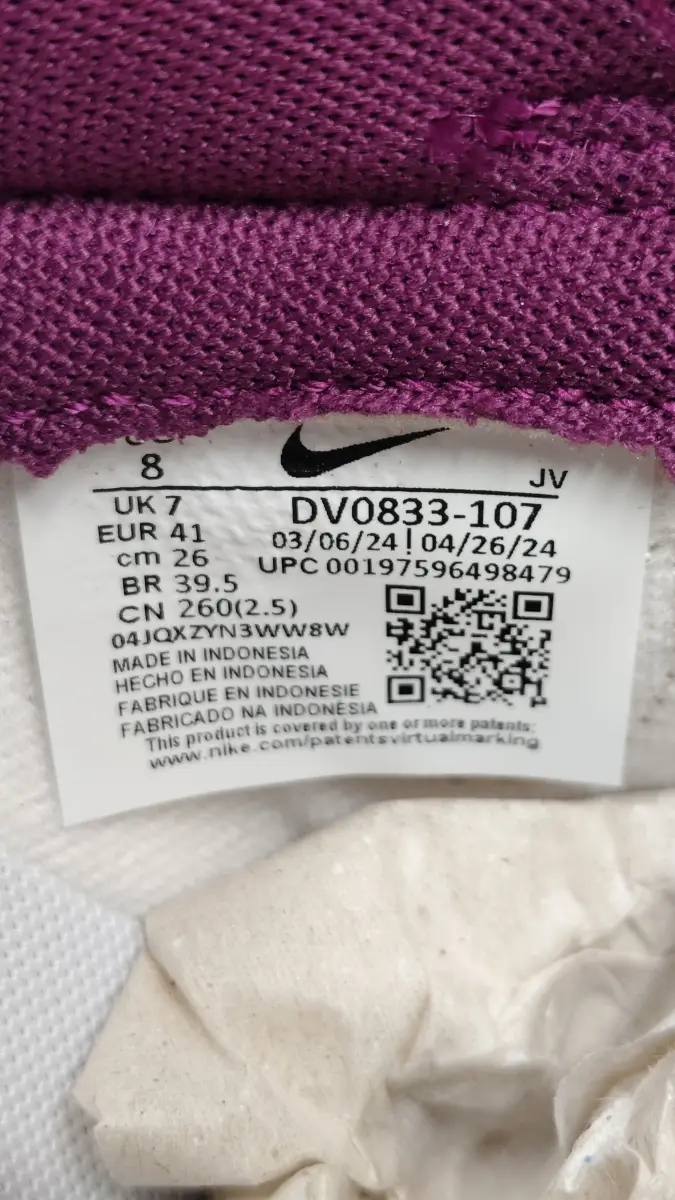 8
JV
UK 7
DV0833-107
EUR 41
03/06/24 | 04/26/24
cm 26
UPC 00197596498479
BR 39.5
CN 260(2.5)
04JQXZYN3WW8W
MADE IN INDONESIA
HECHO EN INDONESIA
FABRIQUE EN INDONESIE
FABRICADO NA INDONÉSIA
This product is covered by one or more patents:
www.nike.com/patentsvirtualmarking